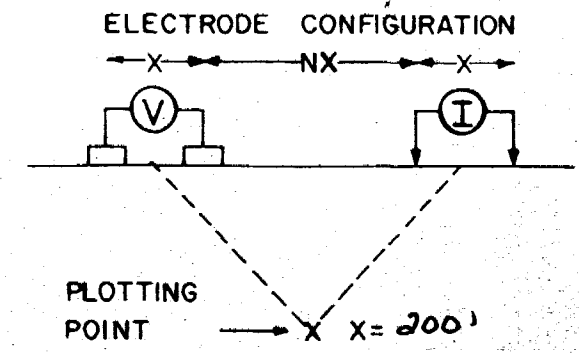 ELECTRODE CONFIGURATION
X NX X
V I
PLOTTING
POINT X X = 200'